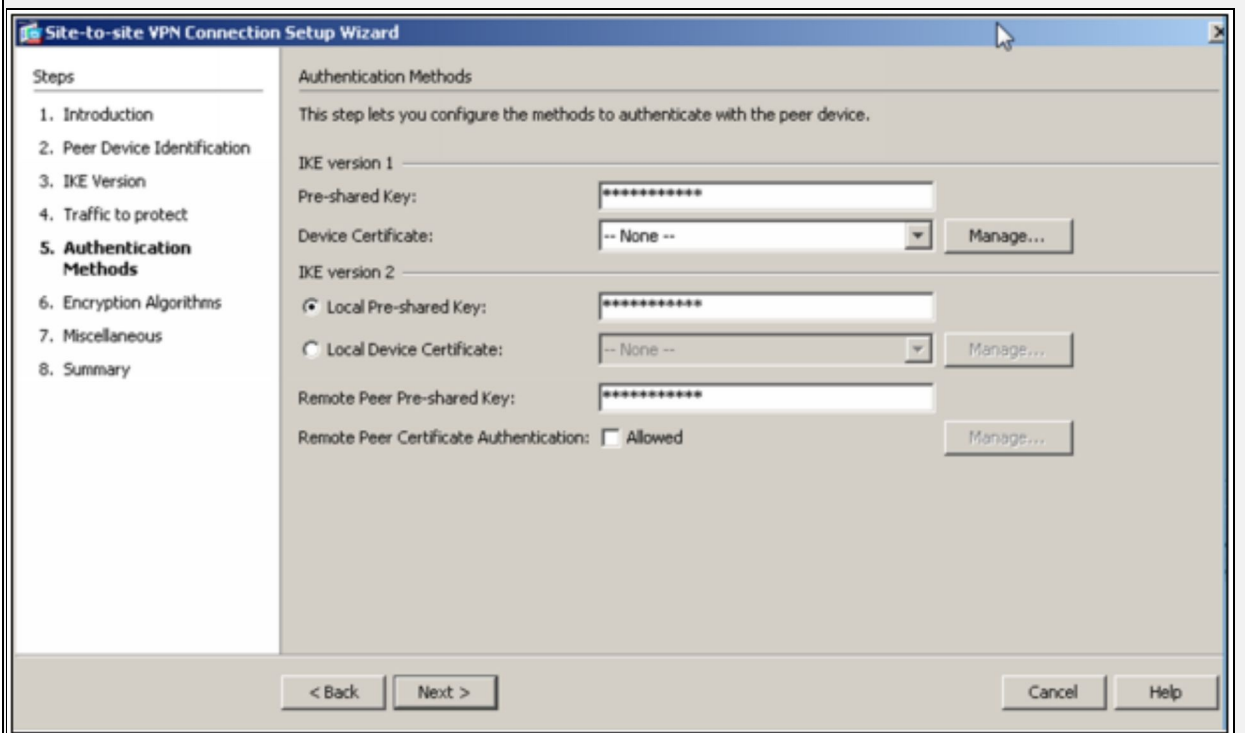 Site-to-site VPN Connection Setup Wizard
Steps
1. Introduction
2. Peer Device Identification
3. IKE Version
4. Traffic to protect
5. Authentication
Methods
6. Encryption Algorithms
7. Miscellaneous
8. Summary
Authentication Methods
This step lets you configure the methods to authenticate with the peer device.
IKE version 1
Pre-shared Key: ***********
Device Certificate: -- None -- Manage...
IKE version 2
Local Pre-shared Key: ***********
Local Device Certificate: -- None -- Manage...
Remote Peer Pre-shared Key: ***********
Remote Peer Certificate Authentication: Allowed Manage...
< Back Next > Cancel Help